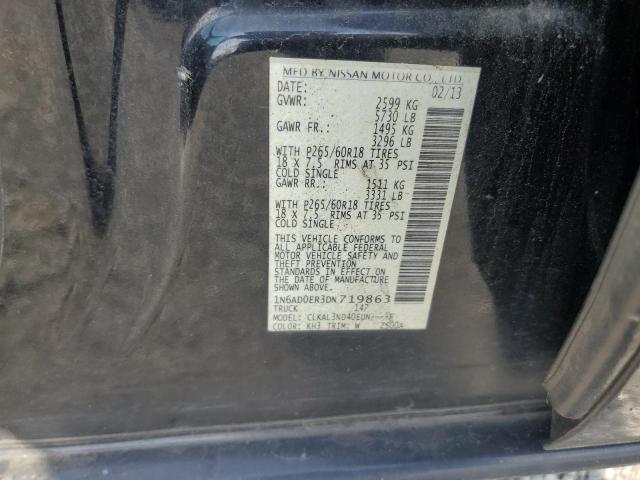 MFD BY NISSAN MOTOR CO., LTD.
DATE: 02/13
GVWR: 2599 KG
5730 LB
GAWR FR.: 1495 KG
3296 LB
WITH P265/60R18 TIRES
18 X 7.5 RIMS AT 35 PSI
COLD SINGLE
GAWR RR.: 1511 KG
3331 LB
WITH P265/60R18 TIRES
18 X 7.5 RIMS AT 35 PSI
COLD SINGLE
THIS VEHICLE CONFORMS TO
ALL APPLICABLE FEDERAL
MOTOR VEHICLE SAFETY AND
THEFT PREVENTION
STANDARDS IN EFFECT ON
THE DATE OF MANUFACTURE
SHOWN ABOVE.
1N6AD0ER3DN719863
TRUCK 147
MODEL:
COLOR: KH3 TRIM: W